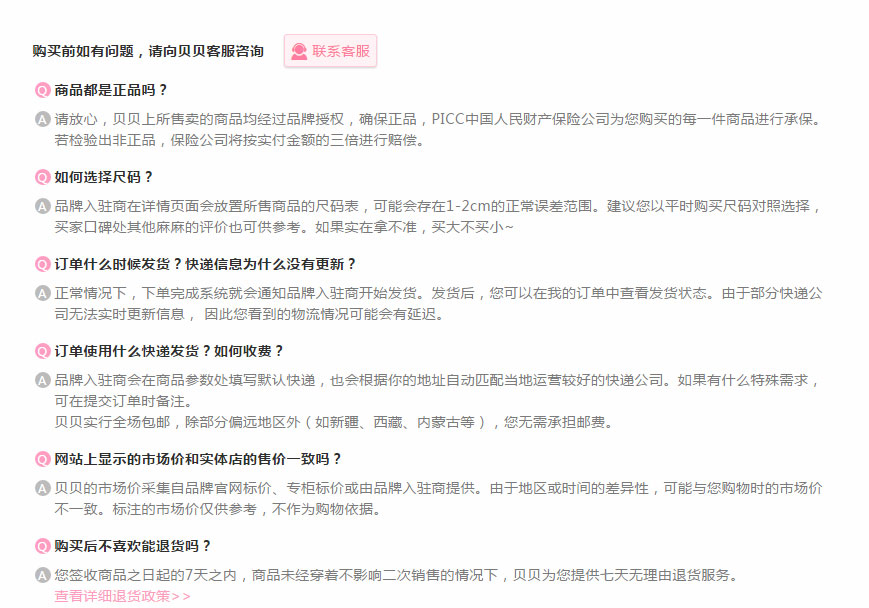 购买前如有问题，请向贝贝客服咨询 联系客服
Q 商品都是正品吗？
A 请放心，贝贝上所售卖的商品均经过品牌授权，确保正品，PICC中国人民财产保险公司为您购买的每一件商品进行承保。
若检验出非正品，保险公司将按实付金额的三倍进行赔偿。
Q 如何选择尺码？
A 品牌入驻商在详情页面会放置所售商品的尺码表，可能会存在1-2cm的正常误差范围。建议您以平时购买尺码对照选择，
买家口碑处其他麻麻的评价也可供参考。如果实在拿不准，买大不买小~
Q 订单什么时候发货？快递信息为什么没有更新？
A 正常情况下，下单完成系统就会通知品牌入驻商开始发货。发货后，您可以在我的订单中查看发货状态。由于部分快递公
司无法实时更新信息， 因此您看到的物流情况可能会有延迟。
Q 订单使用什么快递发货？如何收费？
A 品牌入驻商会在商品参数处填写默认快递，也会根据你的地址自动匹配当地运营较好的快递公司。如果有什么特殊需求，
可在提交订单时备注。
贝贝实行全场包邮，除部分偏远地区外（如新疆、西藏、内蒙古等），您无需承担邮费。
Q 网站上显示的市场价和实体店的售价一致吗？
A 贝贝的市场价采集自品牌官网标价、专柜标价或由品牌入驻商提供。由于地区或时间的差异性，可能与您购物时的市场价
不一致。标注的市场价仅供参考，不作为购物依据。
Q 购买后不喜欢能退货吗？
A 您签收商品之日起的7天之内，商品未经穿着不影响二次销售的情况下，贝贝为您提供七天无理由退货服务。
查看详细退货政策>>